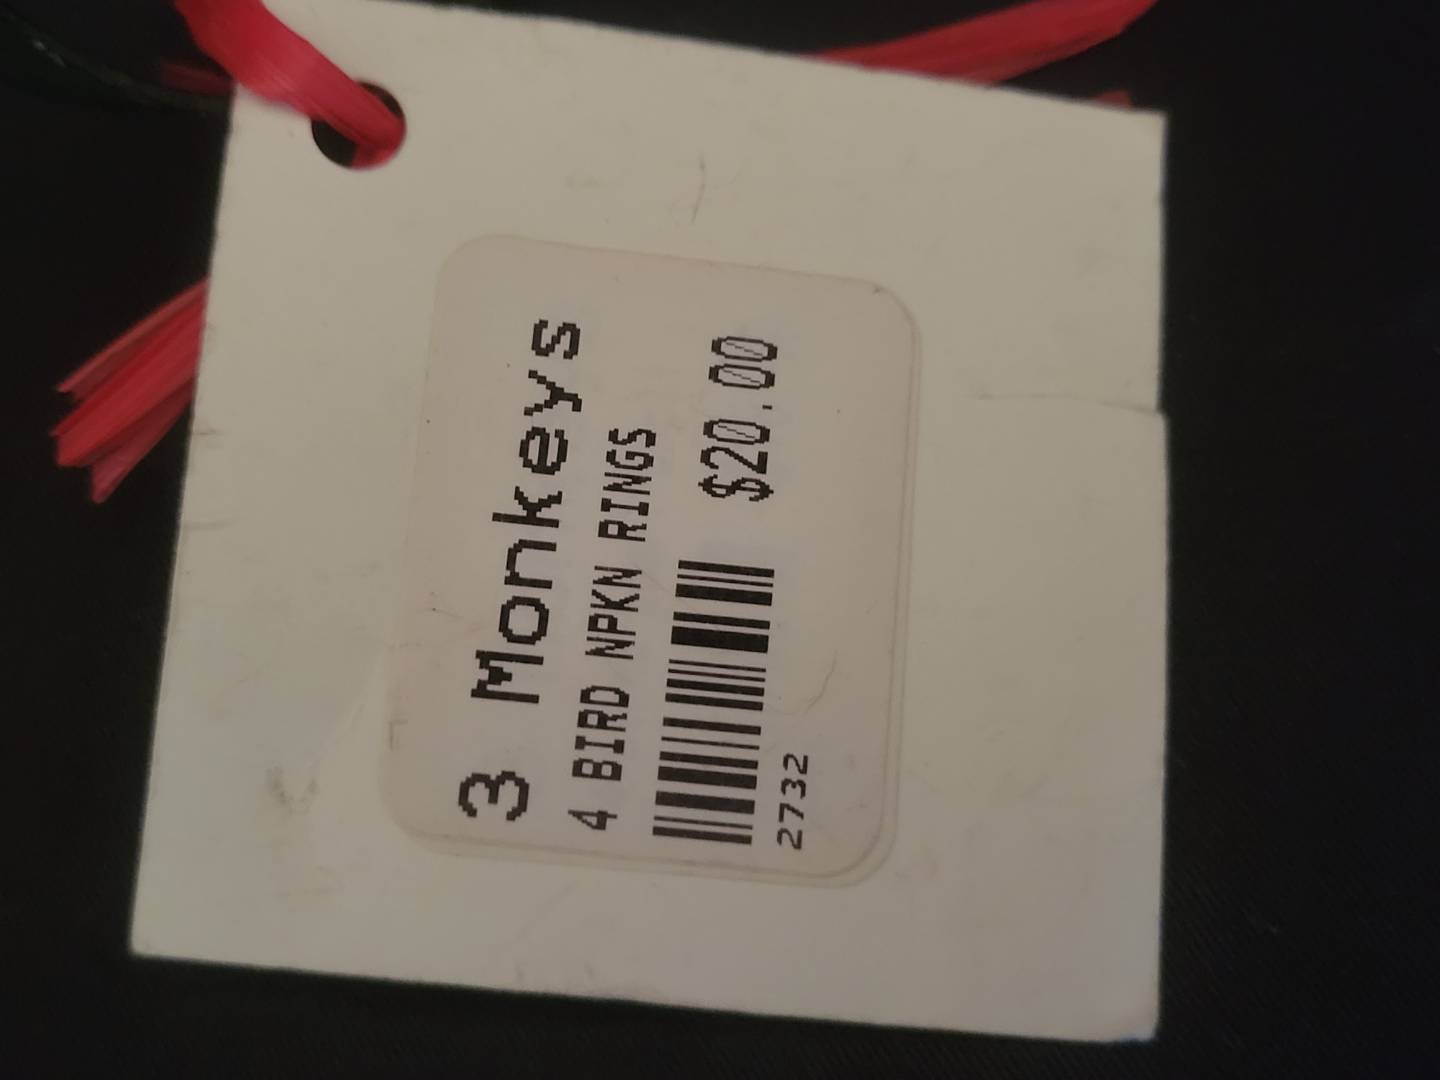 3 Monkeys
4 BIRD NPKN RINGS
$20.00
2732